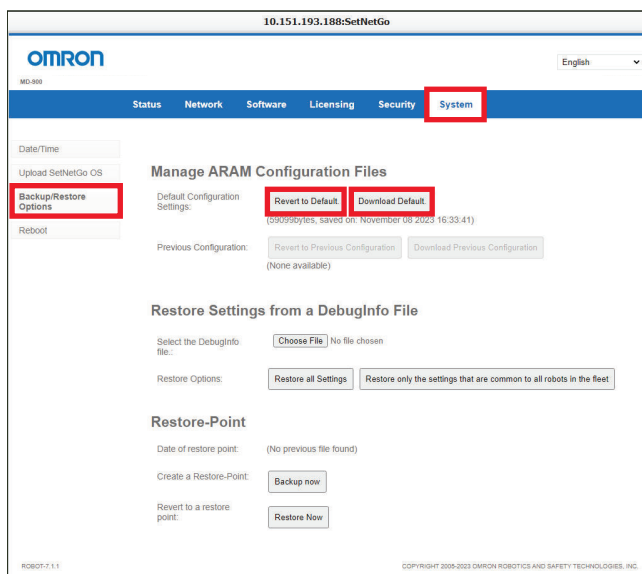 10.151.193.188:SetNetGo
OMRON
English
MD-900
Status Network Software Licensing Security System
Date/Time
Upload SetNetGo OS
Backup/Restore
Options
Reboot
Manage ARAM Configuration Files
Default Configuration
Settings:
Revert to Default. Download Default.
(59099bytes, saved on: November 08 2023 16:33:41)
Previous Configuration:
Revert to Previous Configuration Download Previous Configuration
(None available)
Restore Settings from a DebugInfo File
Select the DebugInfo
file.:
Choose File No file chosen
Restore Options:
Restore all Settings Restore only the settings that are common to all robots in the fleet
Restore-Point
Date of restore point: (No previous file found)
Create a Restore-Point: Backup now
Revert to a restore
point:
Restore Now
ROBOT-7.1.1 COPYRIGHT 2005-2023 OMRON ROBOTICS AND SAFETY TECHNOLOGIES, INC.